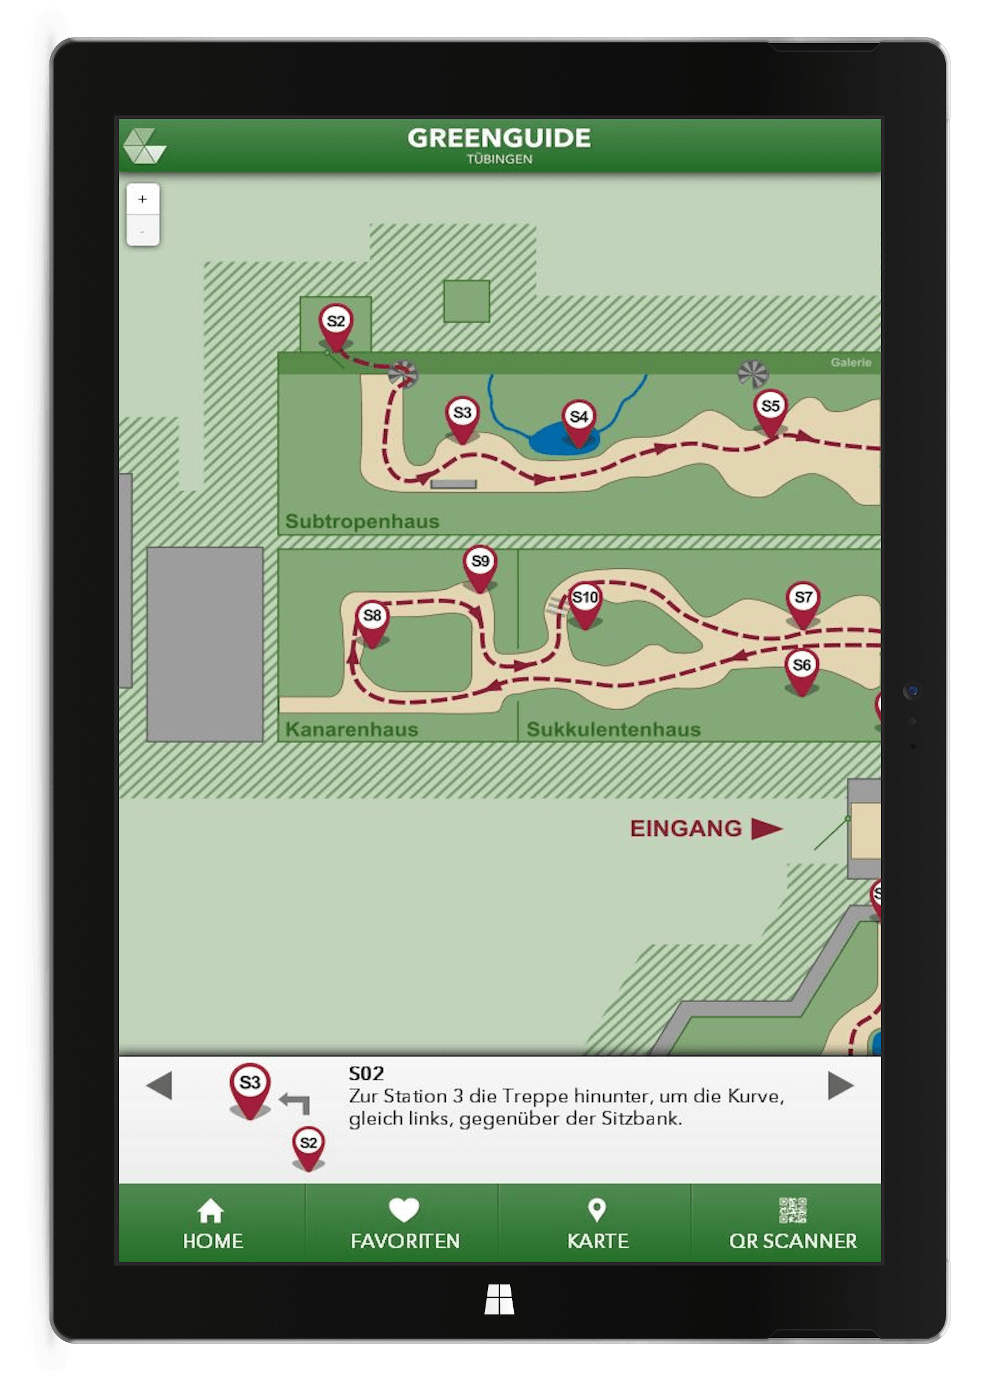 GREENGUIDE
TÜBINGEN
+
-
S2
Galerie
S3
S4
S5
Subtropenhaus
S9
S8
S10
S7
S6
Kanarenhaus
Sukkulentenhaus
EINGANG
S02
Zur Station 3 die Treppe hinunter, um die Kurve,
gleich links, gegenüber der Sitzbank.
S3
S2
HOME
FAVORITEN
KARTE
QR SCANNER